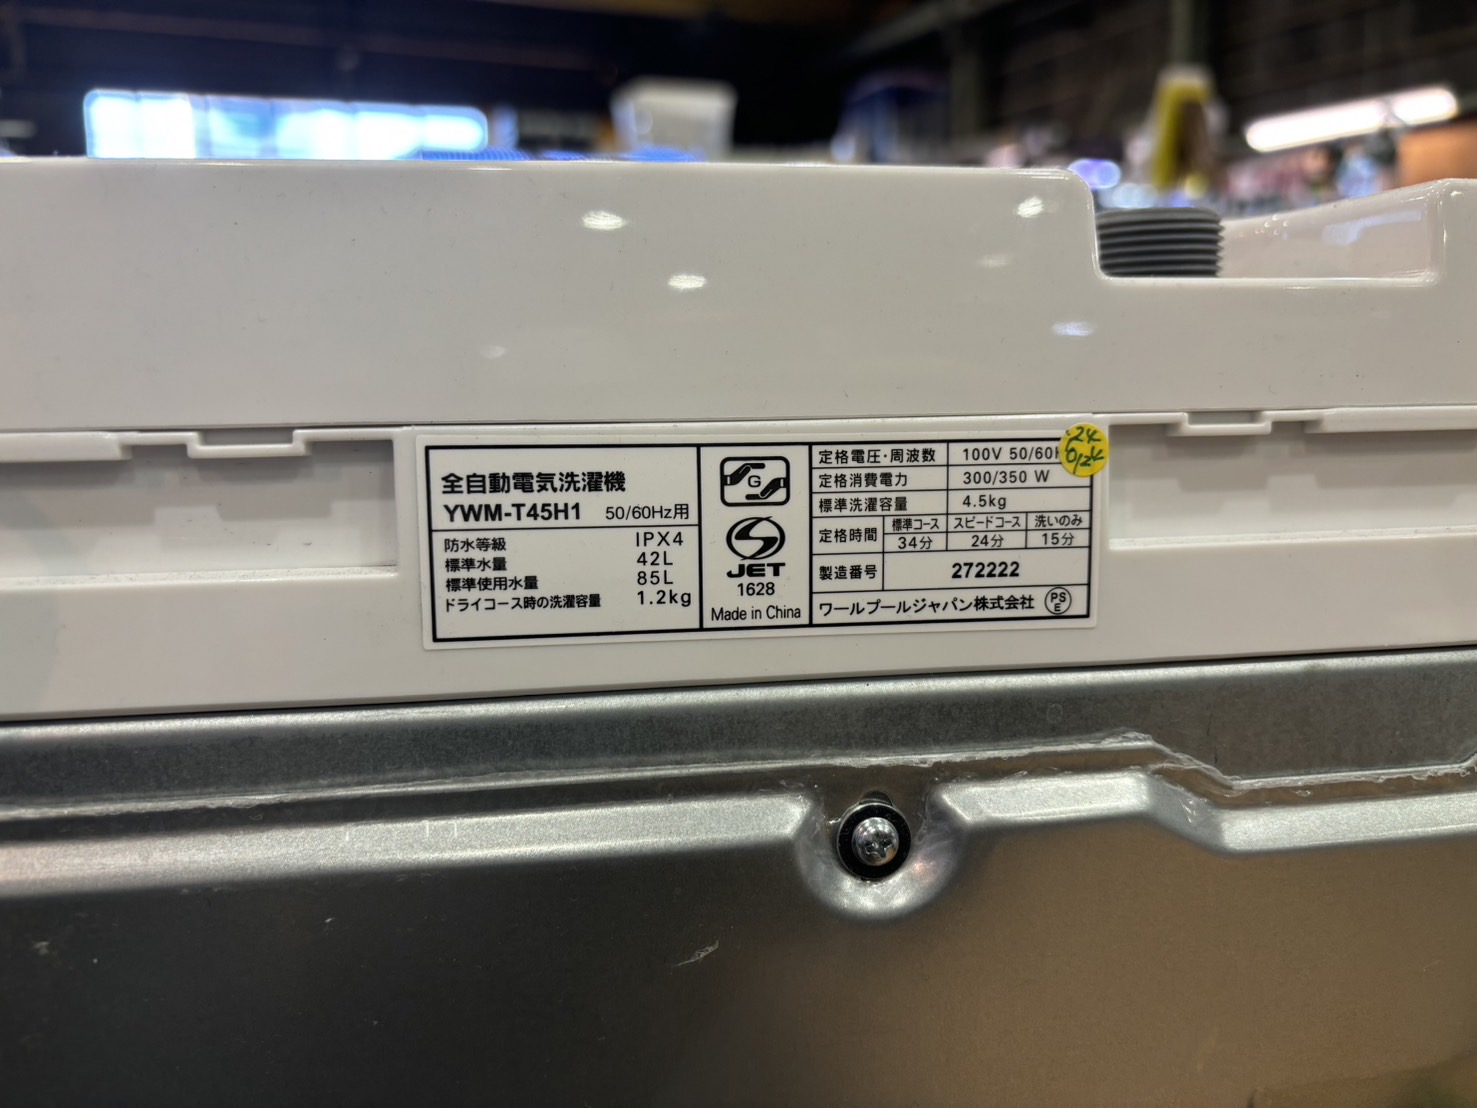 全自動電気洗濯機
YWM-T45H1 50/60Hz用
防水等級 IPX4
標準水量 42L
標準使用水量 85L
ドライコース時の洗濯容量 1.2kg
G
JET
1628
Made in China
定格電圧・周波数 100V 50/60H
定格消費電力 300/350 W
標準洗濯容量 4.5kg
定格時間 標準コース スピードコース 洗いのみ
34分 24分 15分
製造番号 272222
ワールプールジャパン株式会社 PS
E
'24
6/24